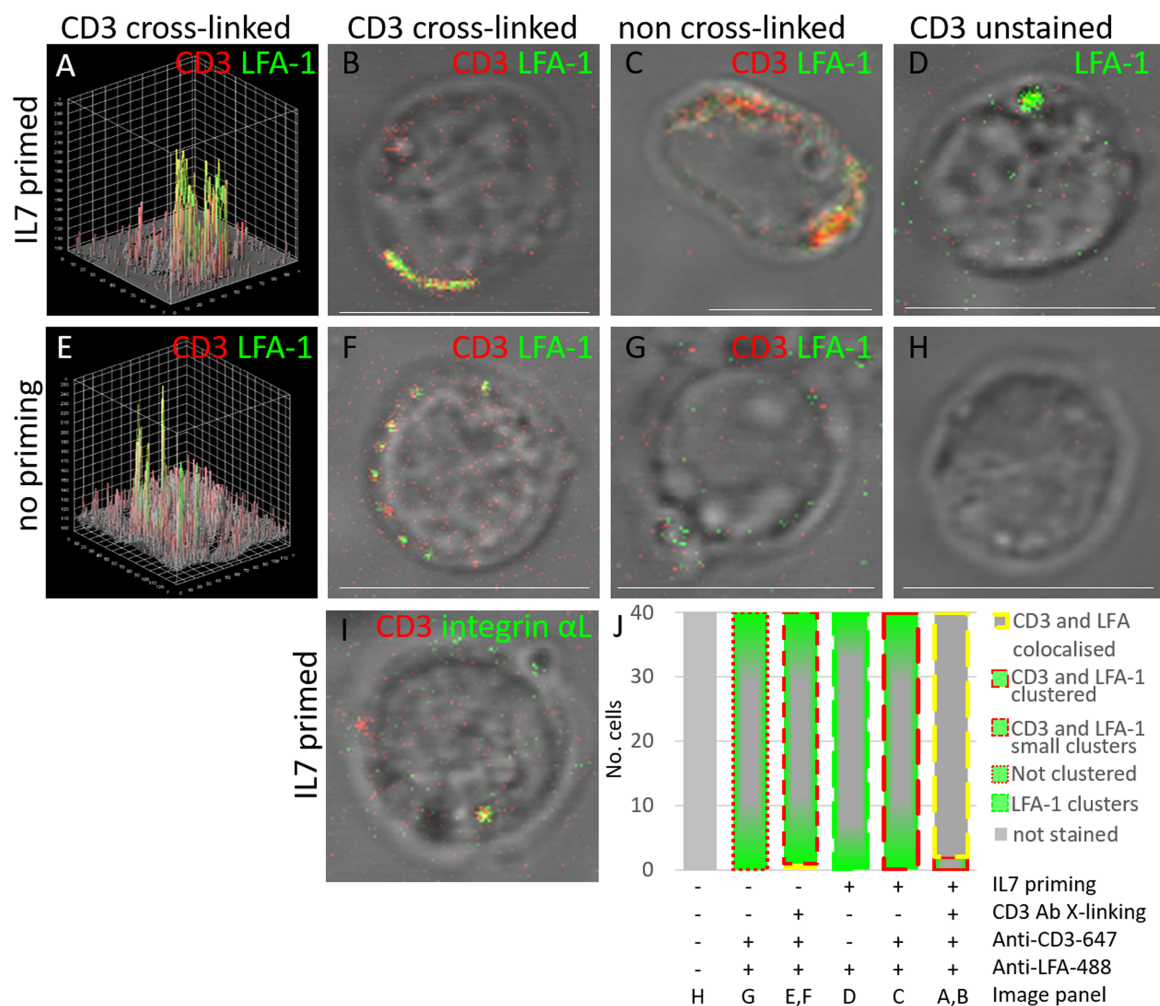 CD3 cross-linked CD3 cross-linked non cross-linked CD3 unstained
IL7 primed
A CD3 LFA-1
B CD3 LFA-1
C CD3 LFA-1
D LFA-1
no priming
E CD3 LFA-1
F CD3 LFA-1
G CD3 LFA-1
H
IL7 primed
I CD3 integrin αL
J
No. cells
40
30
20
10
0
CD3 and LFA
colocalised
CD3 and LFA-1
clustered
CD3 and LFA-1
small clusters
Not clustered
LFA-1 clusters
not stained
- - - + + + IL7 priming
- - + - - + CD3 Ab X-linking
- + + - + + Anti-CD3-647
- + + + + + Anti-LFA-488
H G E,F D C A,B Image panel